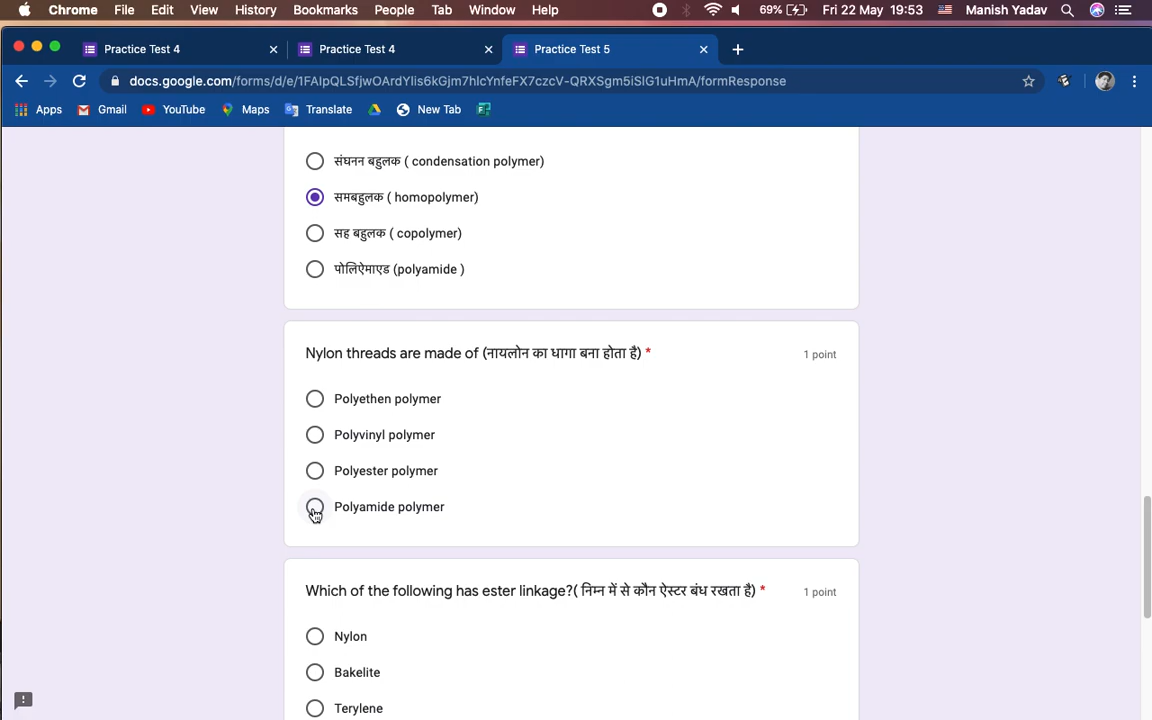 Chrome File Edit View History Bookmarks People Tab Window Help 69% Fri 22 May 19:53 Manish Yadav
Practice Test 4 Practice Test 4 Practice Test 5
docs.google.com/forms/d/e/1FAIpQLSfjwOArdYlis6kGjm7hlcYnfeFX7czcV-QRXSgm5iSlG1uHmA/formResponse
Apps Gmail YouTube Maps Translate New Tab
संघनन बहुलक ( condensation polymer)
समबहुलक ( homopolymer)
सह बहुलक ( copolymer)
पोलिऐमाएड (polyamide )
Nylon threads are made of (नायलोन का धागा बना होता है) * 1 point
Polyethen polymer
Polyvinyl polymer
Polyester polymer
Polyamide polymer
Which of the following has ester linkage?( निम्न में से कौन ऐस्टर बंध रखता है) * 1 point
Nylon
Bakelite
Terylene